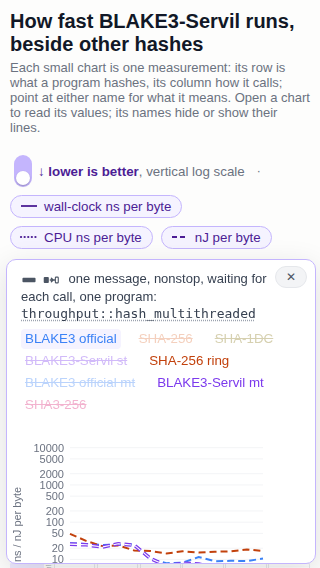 How fast BLAKE3-Servil runs,
beside other hashes
Each small chart is one measurement: its row is
what a program hashes, its column how it calls;
point at either name for what it means. Open a chart
to read its values; its names hide or show their
lines.
↓ lower is better, vertical log scale ·
wall-clock ns per byte
CPU ns per byte
nJ per byte
one message, nonstop, waiting for
each call, one program:
throughput::hash_multithreaded
✕
BLAKE3 official SHA-256 SHA-1DC
BLAKE3-Servil st SHA-256 ring
BLAKE3 official mt BLAKE3-Servil mt
SHA3-256
10000
5000
2000
1000
500
200
100
50
20
10
ns / nJ per byte